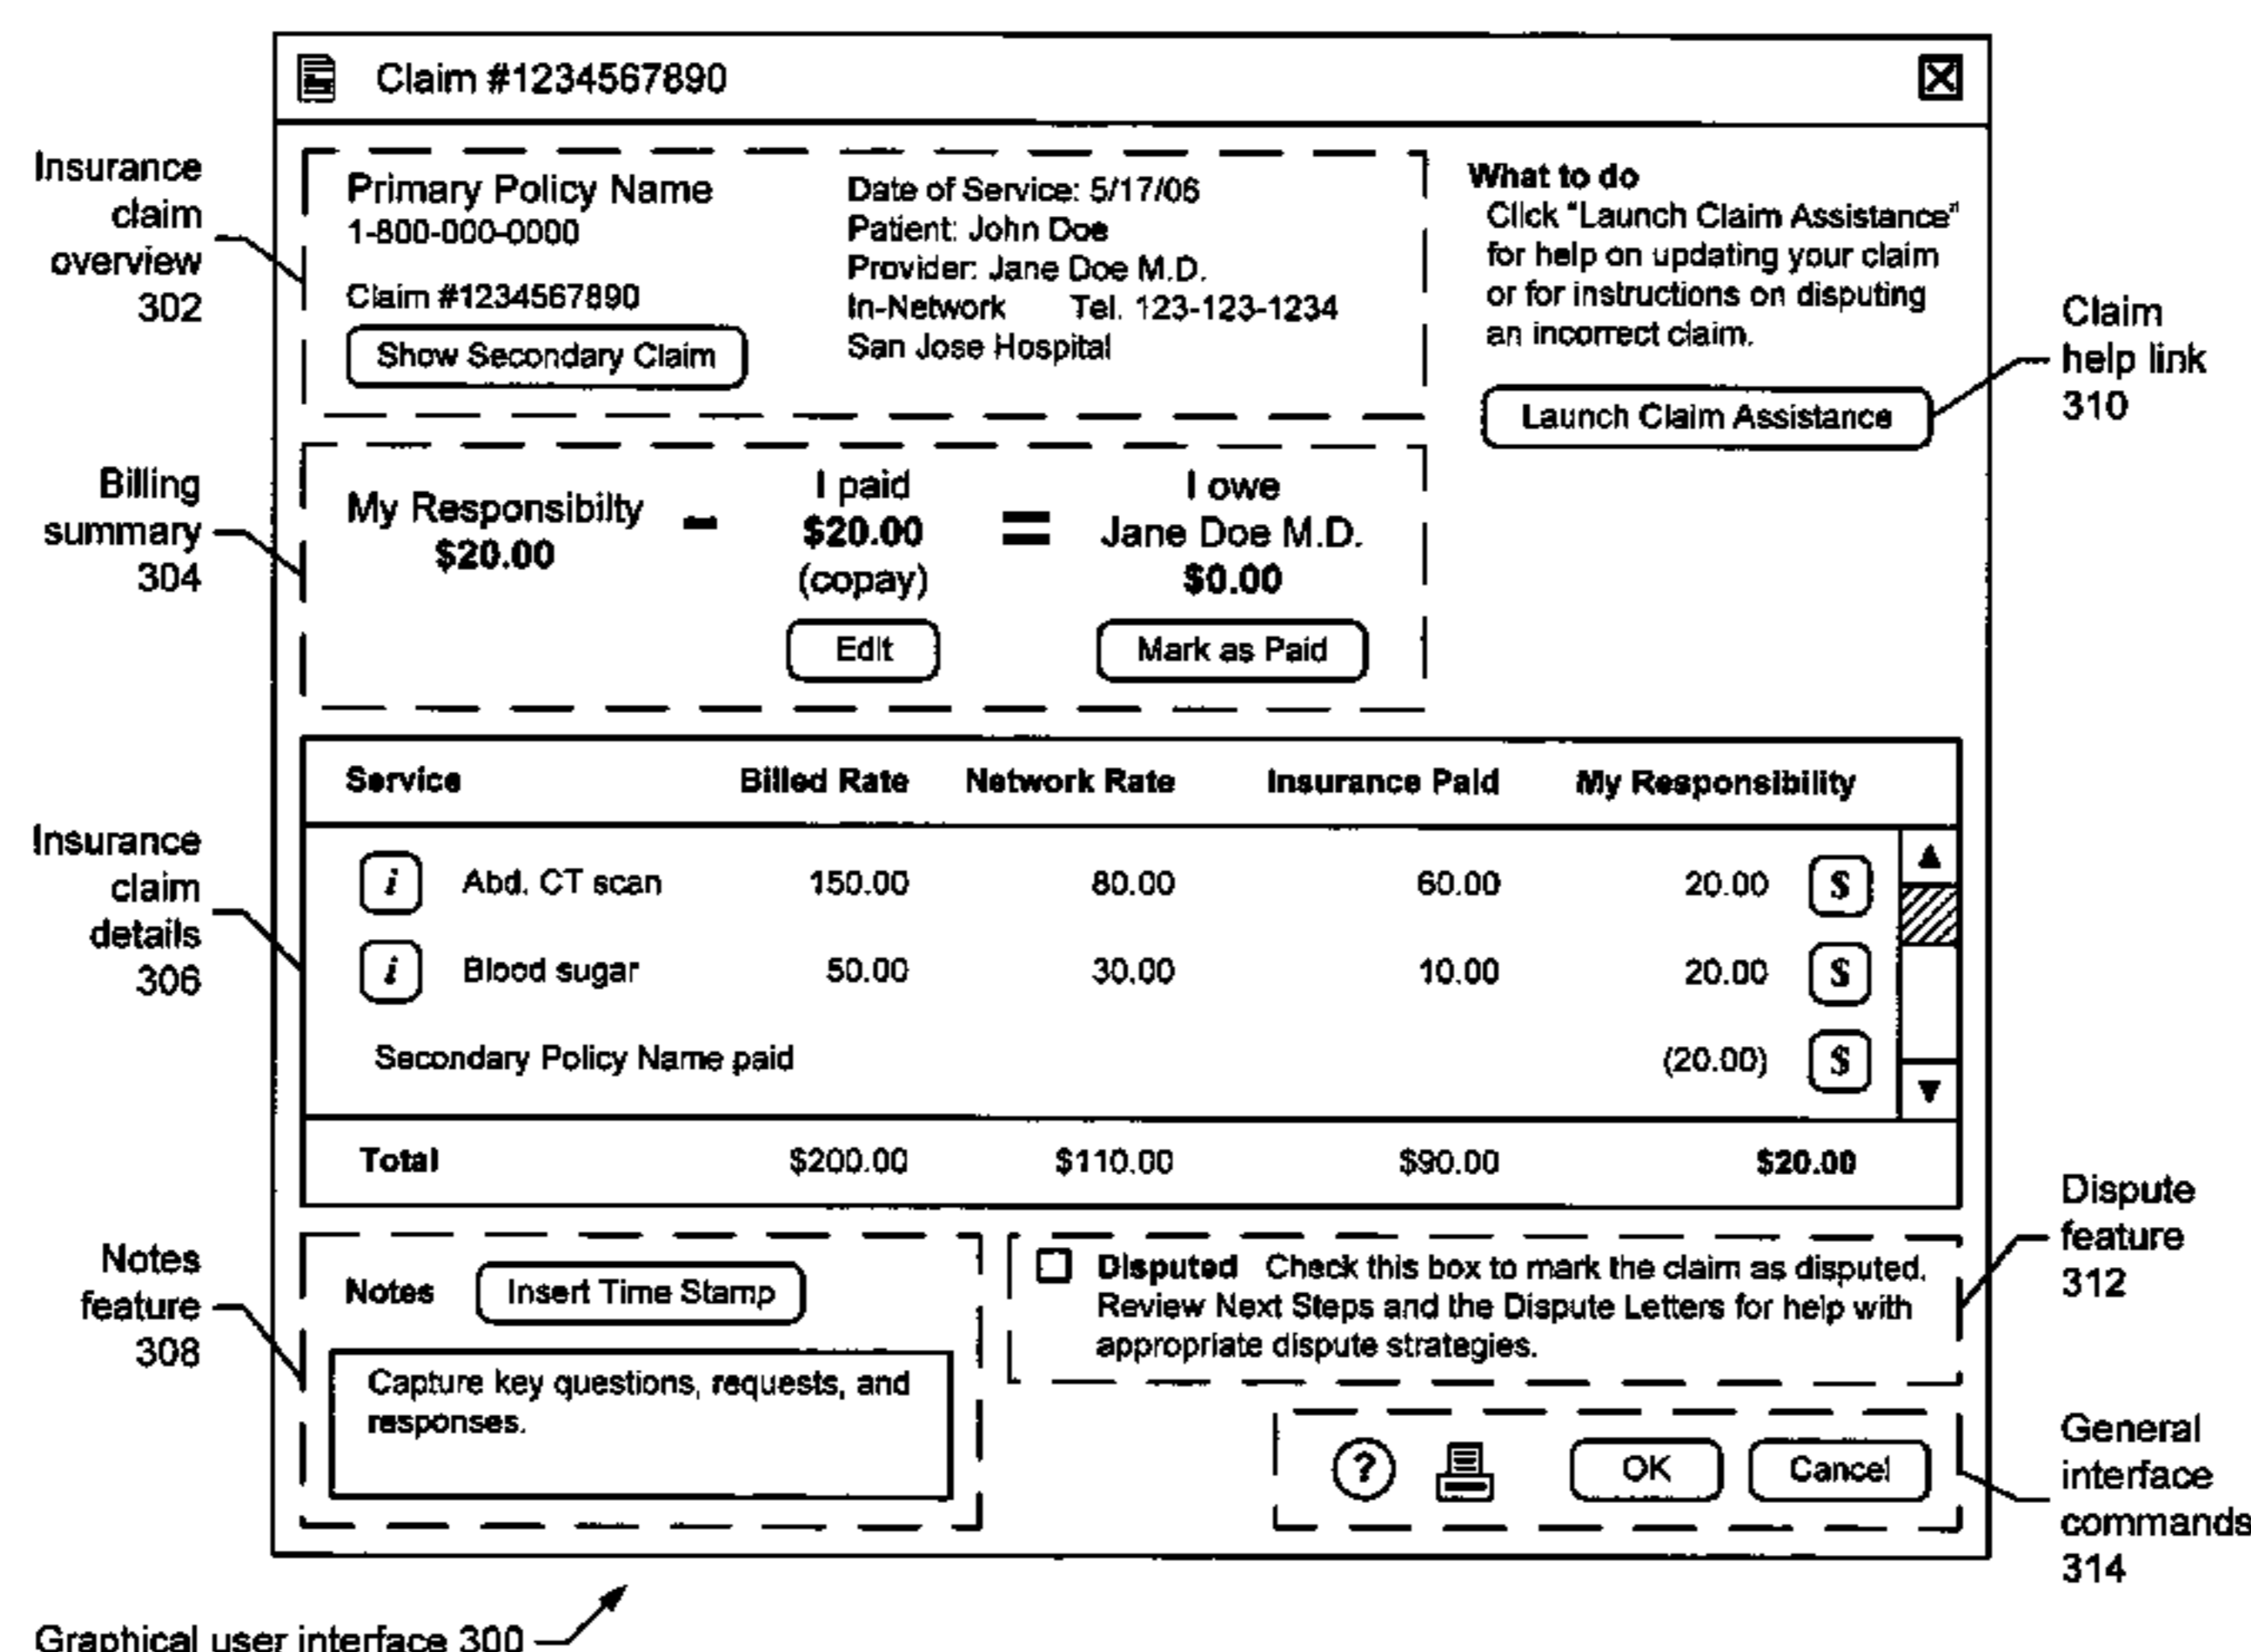 Claim #1234567890
Insurance
claim
overview
302
Primary Policy Name
1-800-000-0000
Claim #1234567890
Show Secondary Claim
Date of Service: 5/17/06
Patient: John Doe
Provider: Jane Doe M.D.
In-Network Tel. 123-123-1234
San Jose Hospital
What to do
Click "Launch Claim Assistance"
for help on updating your claim
or for instructions on disputing
an incorrect claim.
Launch Claim Assistance
Claim
help link
310
Billing
summary
304
My Responsibilty
$20.00
-
I paid
$20.00
(copay)
Edit
=
I owe
Jane Doe M.D.
$0.00
Mark as Paid
Insurance
claim
details
306
Service Billed Rate Network Rate Insurance Paid My Responsibility
i Abd. CT scan 150.00 80.00 60.00 20.00 $
i Blood sugar 50.00 30.00 10.00 20.00 $
Secondary Policy Name paid (20.00) $
Total $200.00 $110.00 $90.00 $20.00
Notes
feature
308
Notes Insert Time Stamp
Capture key questions, requests, and
responses.
Disputed Check this box to mark the claim as disputed.
Review Next Steps and the Dispute Letters for help with
appropriate dispute strategies.
Dispute
feature
312
? OK Cancel
General
interface
commands
314
Graphical user interface 300